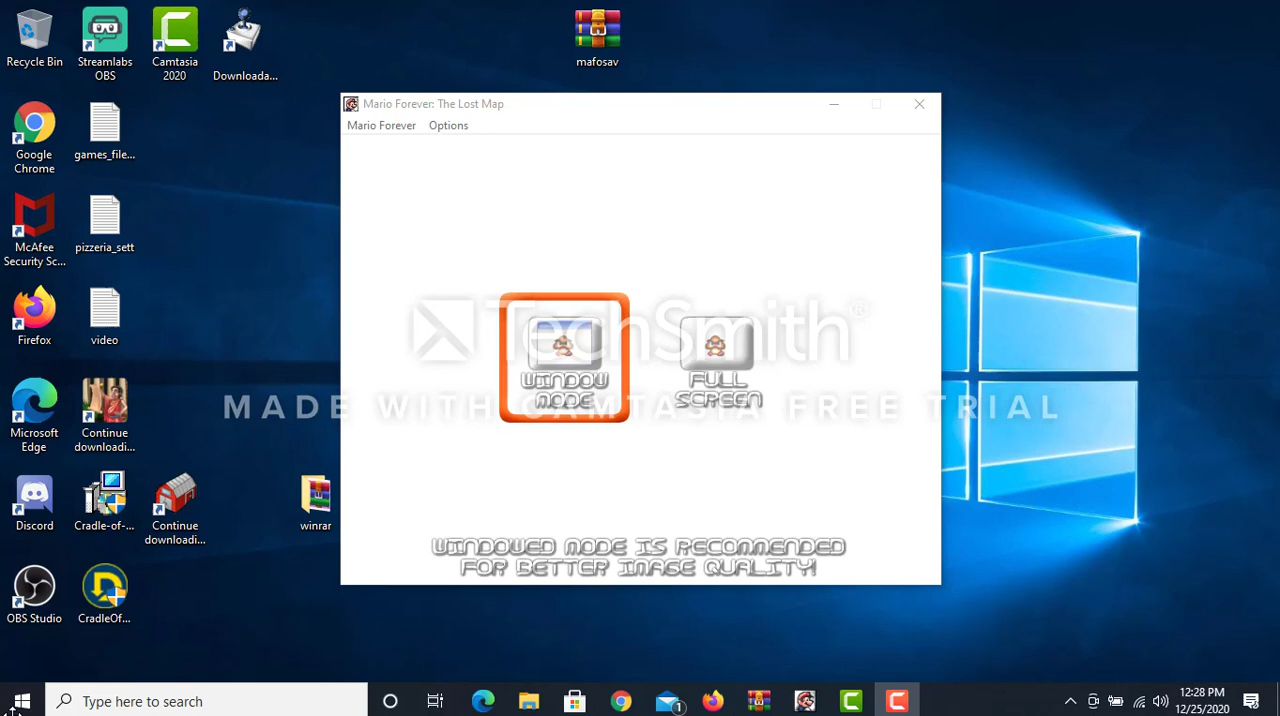 Recycle Bin
Streamlabs
OBS
Camtasia
2020
Downloada...
mafosav
Google
Chrome
games_file...
McAfee
Security Sc...
pizzeria_sett
Firefox
video
Microsoft
Edge
Continue
downloadi...
Discord
Cradle-of-...
Continue
downloadi...
winrar
OBS Studio
CradleOf...
Mario Forever: The Lost Map
Mario Forever
Options
TechSmith®
MADE WITH CAMTASIA FREE TRIAL
WINDOW
MODE
FULL
SCREEN
WINDOWED MODE IS RECOMMENDED
FOR BETTER IMAGE QUALITY!
Type here to search
1
12:28 PM
12/25/2020